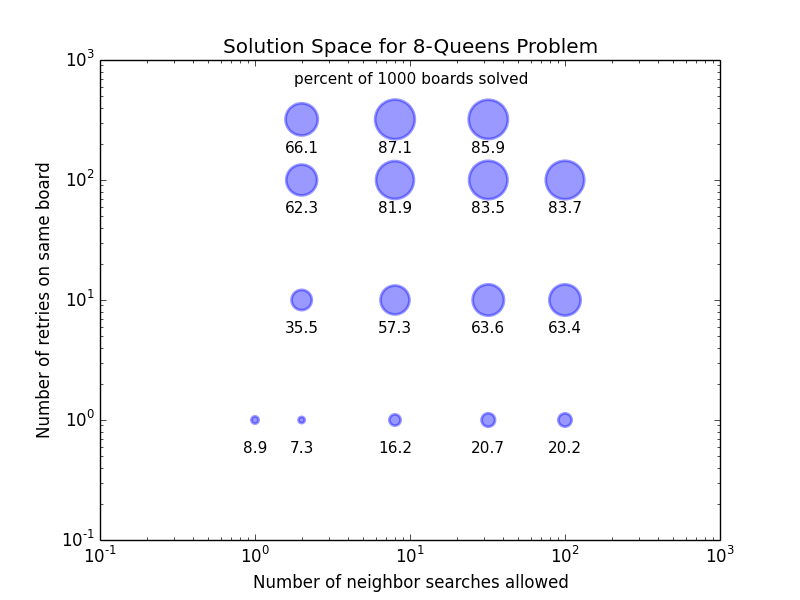 Solution Space for 8-Queens Problem
percent of 1000 boards solved
10^3
66.1 87.1 85.9
10^2
62.3 81.9 83.5 83.7
10^1
35.5 57.3 63.6 63.4
10^0
8.9 7.3 16.2 20.7 20.2
10^-1
Number of retries on same board
10^-1 10^0 10^1 10^2 10^3
Number of neighbor searches allowed